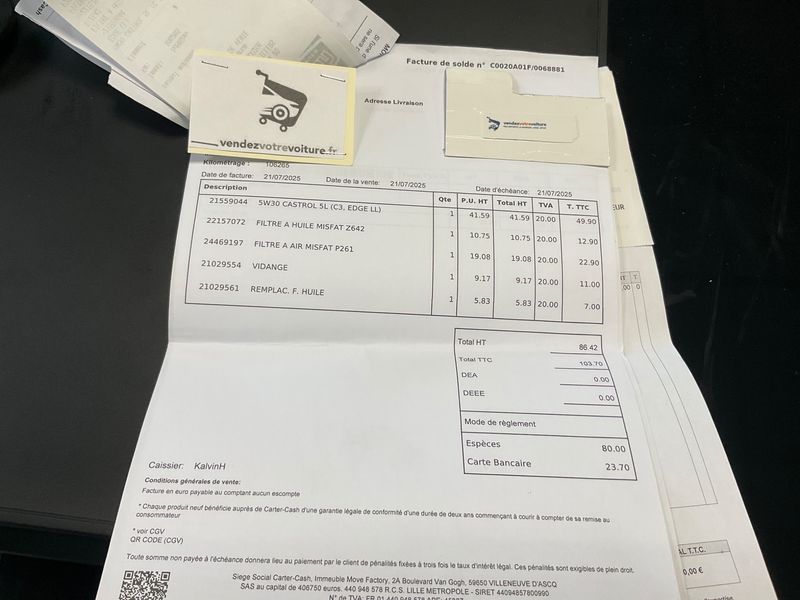 Facture de solde n° C0020A01F/0068881
Adresse Livraison
vendezvotrevoiture.fr
vendezvotrevoiture
Kilométrage : 106265
Date de facture: 21/07/2025 Date de la vente: 21/07/2025 Date d'échéance: 21/07/2025
Description Qte P.U. HT Total HT TVA T. TTC
21559044 5W30 CASTROL 5L (C3, EDGE LL) 1 41.59 41.59 20.00 49.90
22157072 FILTRE A HUILE MISFAT Z642 1 10.75 10.75 20.00 12.90
24469197 FILTRE A AIR MISFAT P261 1 19.08 19.08 20.00 22.90
21029554 VIDANGE 1 9.17 9.17 20.00 11.00
21029561 REMPLAC. F. HUILE 1 5.83 5.83 20.00 7.00
Total HT 86.42
Total TTC 103.70
DEA 0.00
DEEE 0.00
Mode de règlement
Espèces 80.00
Carte Bancaire 23.70
Caissier: KalvinH
Conditions générales de vente:
Facture en euro payable au comptant aucun escompte
* Chaque produit neuf bénéficie auprès de Carter-Cash d'une garantie légale de conformité d'une durée de deux ans commençant à courir à compter de sa remise au
consommateur
* voir CGV
QR CODE (CGV)
Toute somme non payée à l'échéance donnera lieu au paiement par le client de pénalités fixées à trois fois le taux d'intérêt légal. Ces pénalités sont exigibles de plein droit.
Siege Social Carter-Cash, Immeuble Move Factory, 2A Boulevard Van Gogh, 59650 VILLENEUVE D'ASCQ
SAS au capital de 406750 euros. 440 948 578 R.C.S. LILLE METROPOLE - SIRET 44094857800990
EUR
T.T.C.
0,00 €